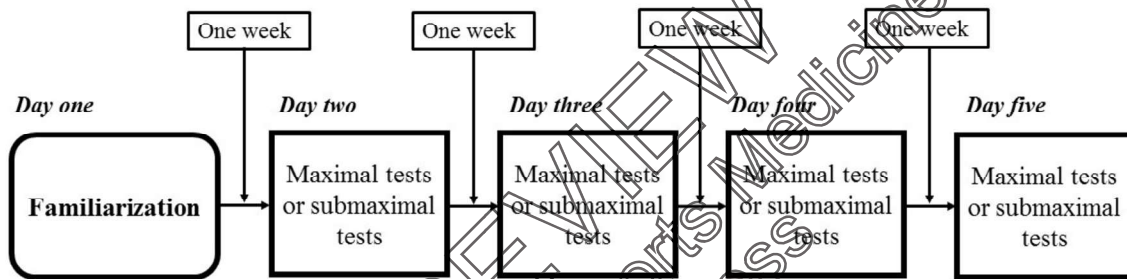 One week
One week
One week
One week
Day one
Day two
Day three
Day four
Day five
Familiarization
Maximal tests
or submaximal
tests
Maximal tests
or submaximal
tests
Maximal tests
or submaximal
tests
Maximal tests
or submaximal
tests
Medicine